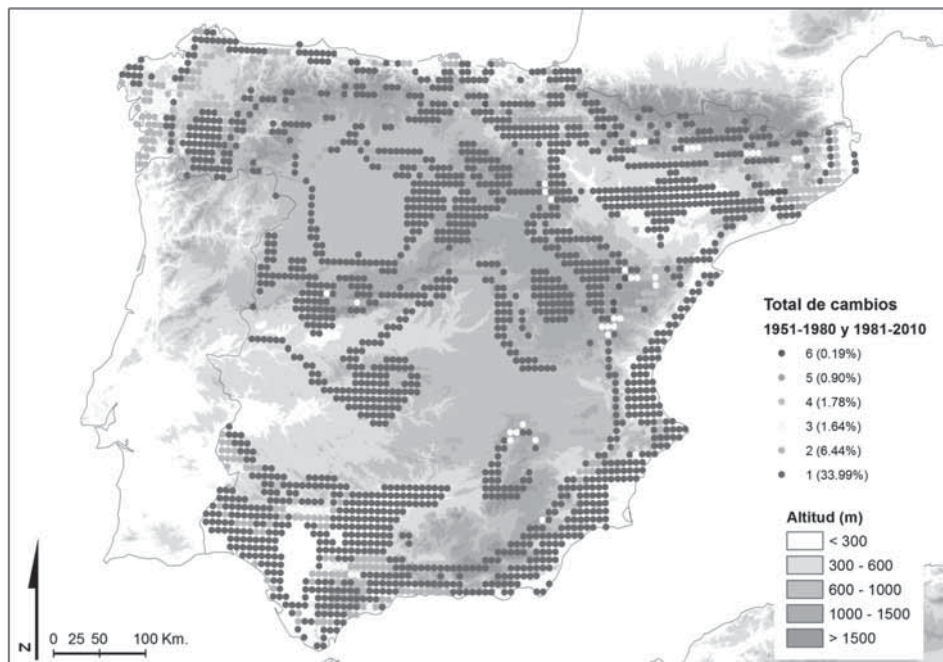 Total de cambios
1951-1980 y 1981-2010
6 (0.19%)
5 (0.90%)
4 (1.78%)
3 (1.64%)
2 (6.44%)
1 (33.99%)
Altitud (m)
< 300
300 - 600
600 - 1000
1000 - 1500
> 1500
N
0 25 50 100 Km.